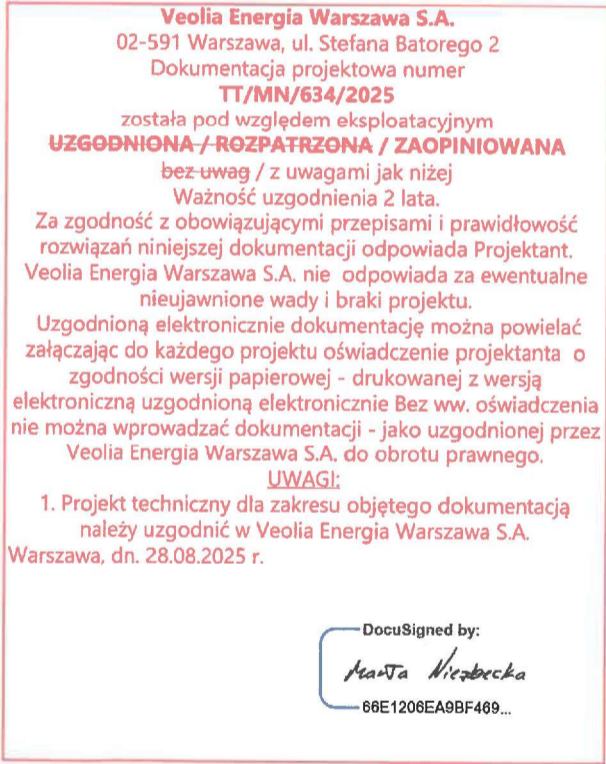 Veolia Energia Warszawa S.A.
02-591 Warszawa, ul. Stefana Batorego 2
Dokumentacja projektowa numer
TT/MN/634/2025
została pod względem eksploatacyjnym
UZGODNIONA / ROZPATRZONA / ZAOPINIOWANA
bez uwag / z uwagami jak niżej
Ważność uzgodnienia 2 lata.
Za zgodność z obowiązującymi przepisami i prawidłowość
rozwiązań niniejszej dokumentacji odpowiada Projektant.
Veolia Energia Warszawa S.A. nie odpowiada za ewentualne
nieujawnione wady i braki projektu.
Uzgodnioną elektronicznie dokumentację można powielać
załączając do każdego projektu oświadczenie projektanta o
zgodności wersji papierowej - drukowanej z wersją
elektroniczną uzgodnioną elektronicznie Bez ww. oświadczenia
nie można wprowadzać dokumentacji - jako uzgodnionej przez
Veolia Energia Warszawa S.A. do obrotu prawnego.
UWAGI:
1. Projekt techniczny dla zakresu objętego dokumentacją
należy uzgodnić w Veolia Energia Warszawa S.A.
Warszawa, dn. 28.08.2025 r.
DocuSigned by:
Marta Niezbecka
66E1206EA9BF469...